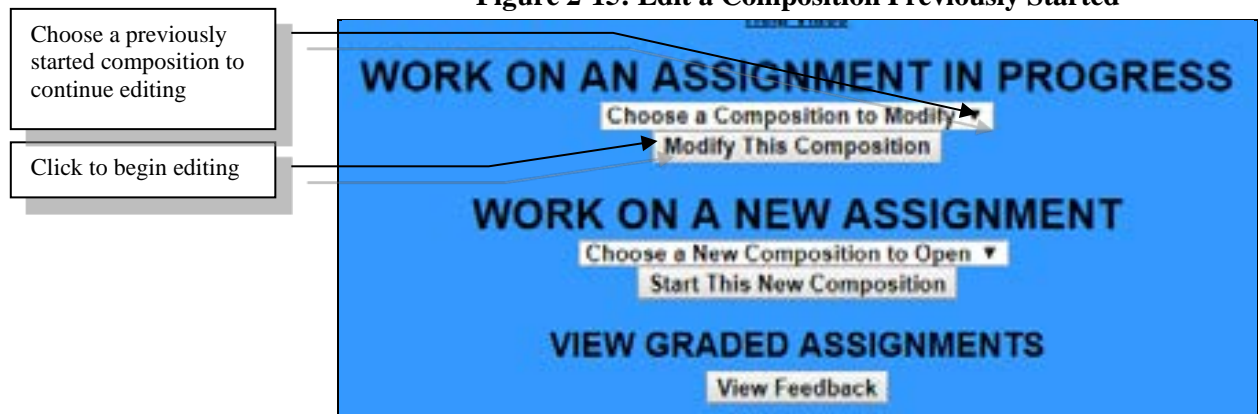 Figure 2-13: Edit a Composition Previously Started
Choose a previously
started composition to
continue editing
Click to begin editing
WORK ON AN ASSIGNMENT IN PROGRESS
Choose a Composition to Modify ▼
Modify This Composition
WORK ON A NEW ASSIGNMENT
Choose a New Composition to Open ▼
Start This New Composition
VIEW GRADED ASSIGNMENTS
View Feedback